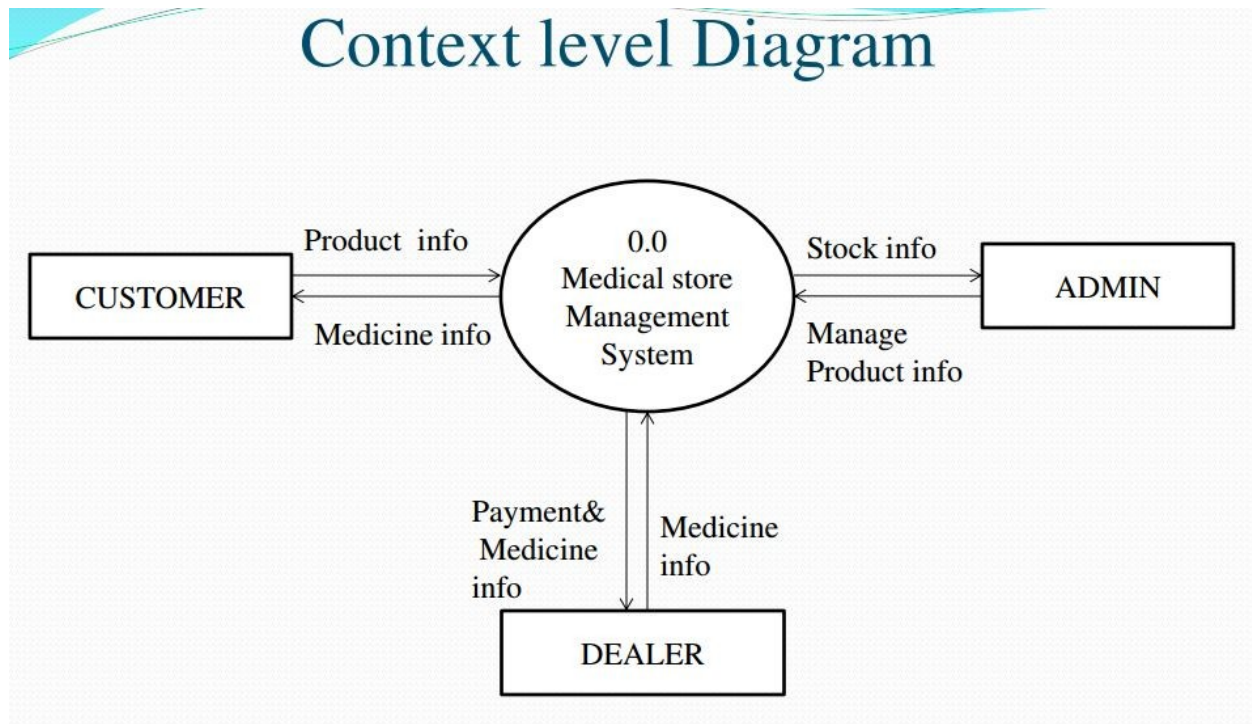 Context level Diagram
Product  info
CUSTOMER
Medicine info
0.0
Medical store
Management
System
Stock info
ADMIN
Manage
Product info
Payment&
Medicine
info
Medicine
info
DEALER